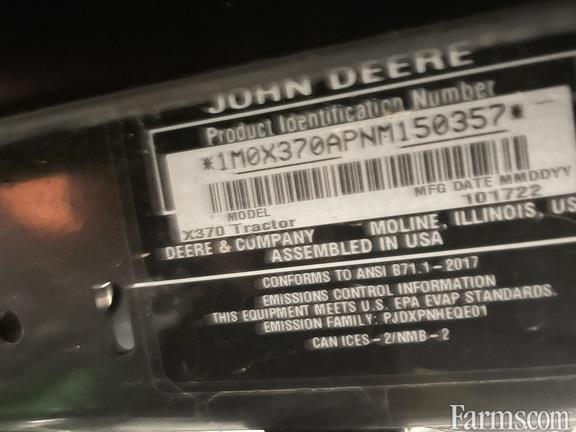 JOHN DEERE
Product Identification Number
*1M0X370APNM150357*
MODEL
MFG DATE MMDDYY
X370 Tractor
101722
DEERE & COMPANY MOLINE, ILLINOIS, US
ASSEMBLED IN USA
CONFORMS TO ANSI B71.1-2017
EMISSIONS CONTROL INFORMATION
THIS EQUIPMENT MEETS U.S. EPA EVAP STANDARDS.
EMISSION FAMILY: PJDXPNHEQE01
CAN ICES-2/NMB-2
Farms.com